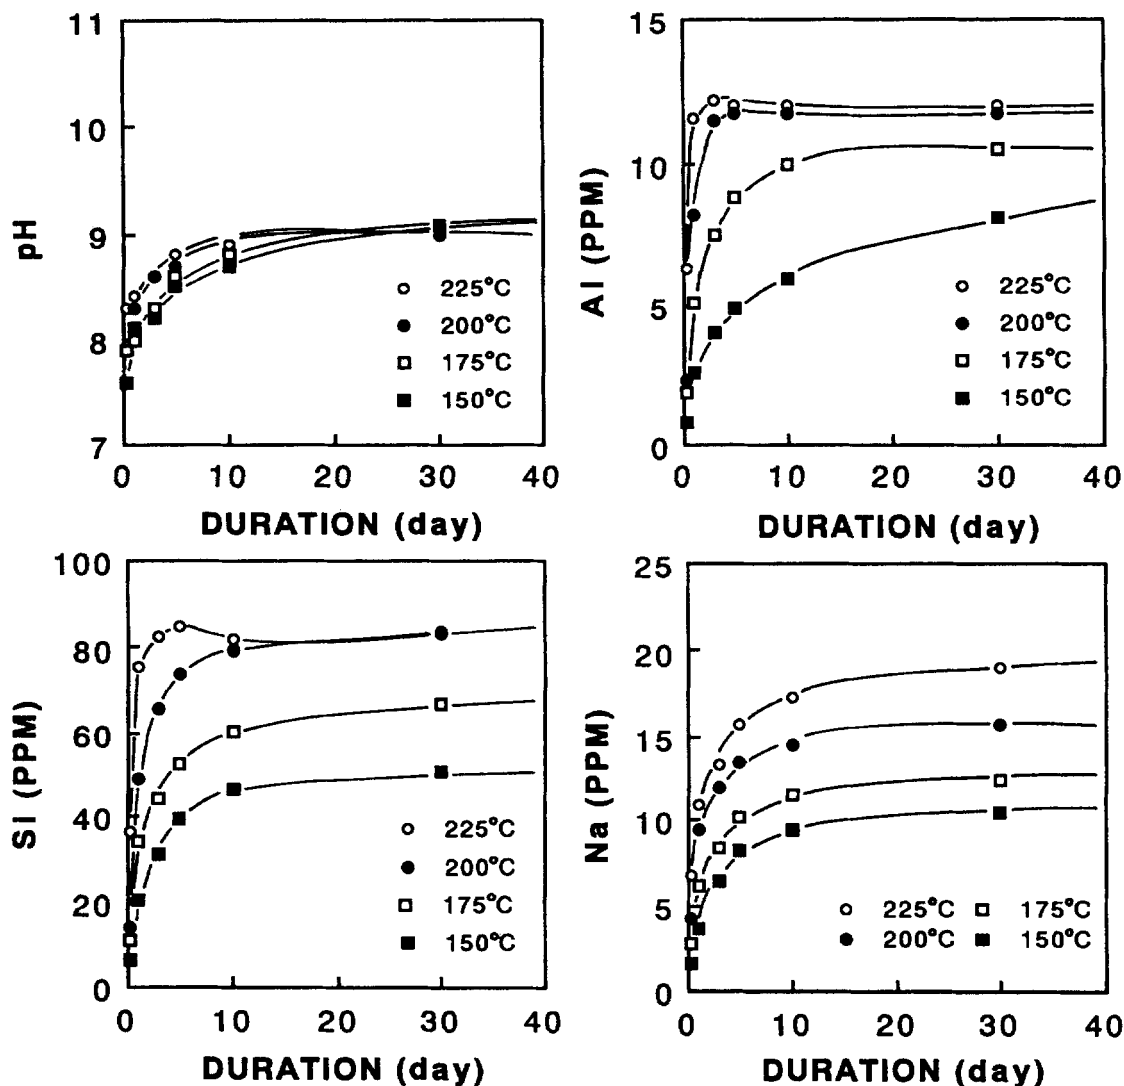 pH
11
10
9
8
7
225°C
200°C
175°C
150°C
0 10 20 30 40
DURATION (day)
Al (PPM)
15
10
5
0
225°C
200°C
175°C
150°C
0 10 20 30 40
DURATION (day)
Si (PPM)
100
80
60
40
20
0
225°C
200°C
175°C
150°C
0 10 20 30 40
DURATION (day)
Na (PPM)
25
20
15
10
5
0
225°C 175°C
200°C 150°C
0 10 20 30 40
DURATION (day)